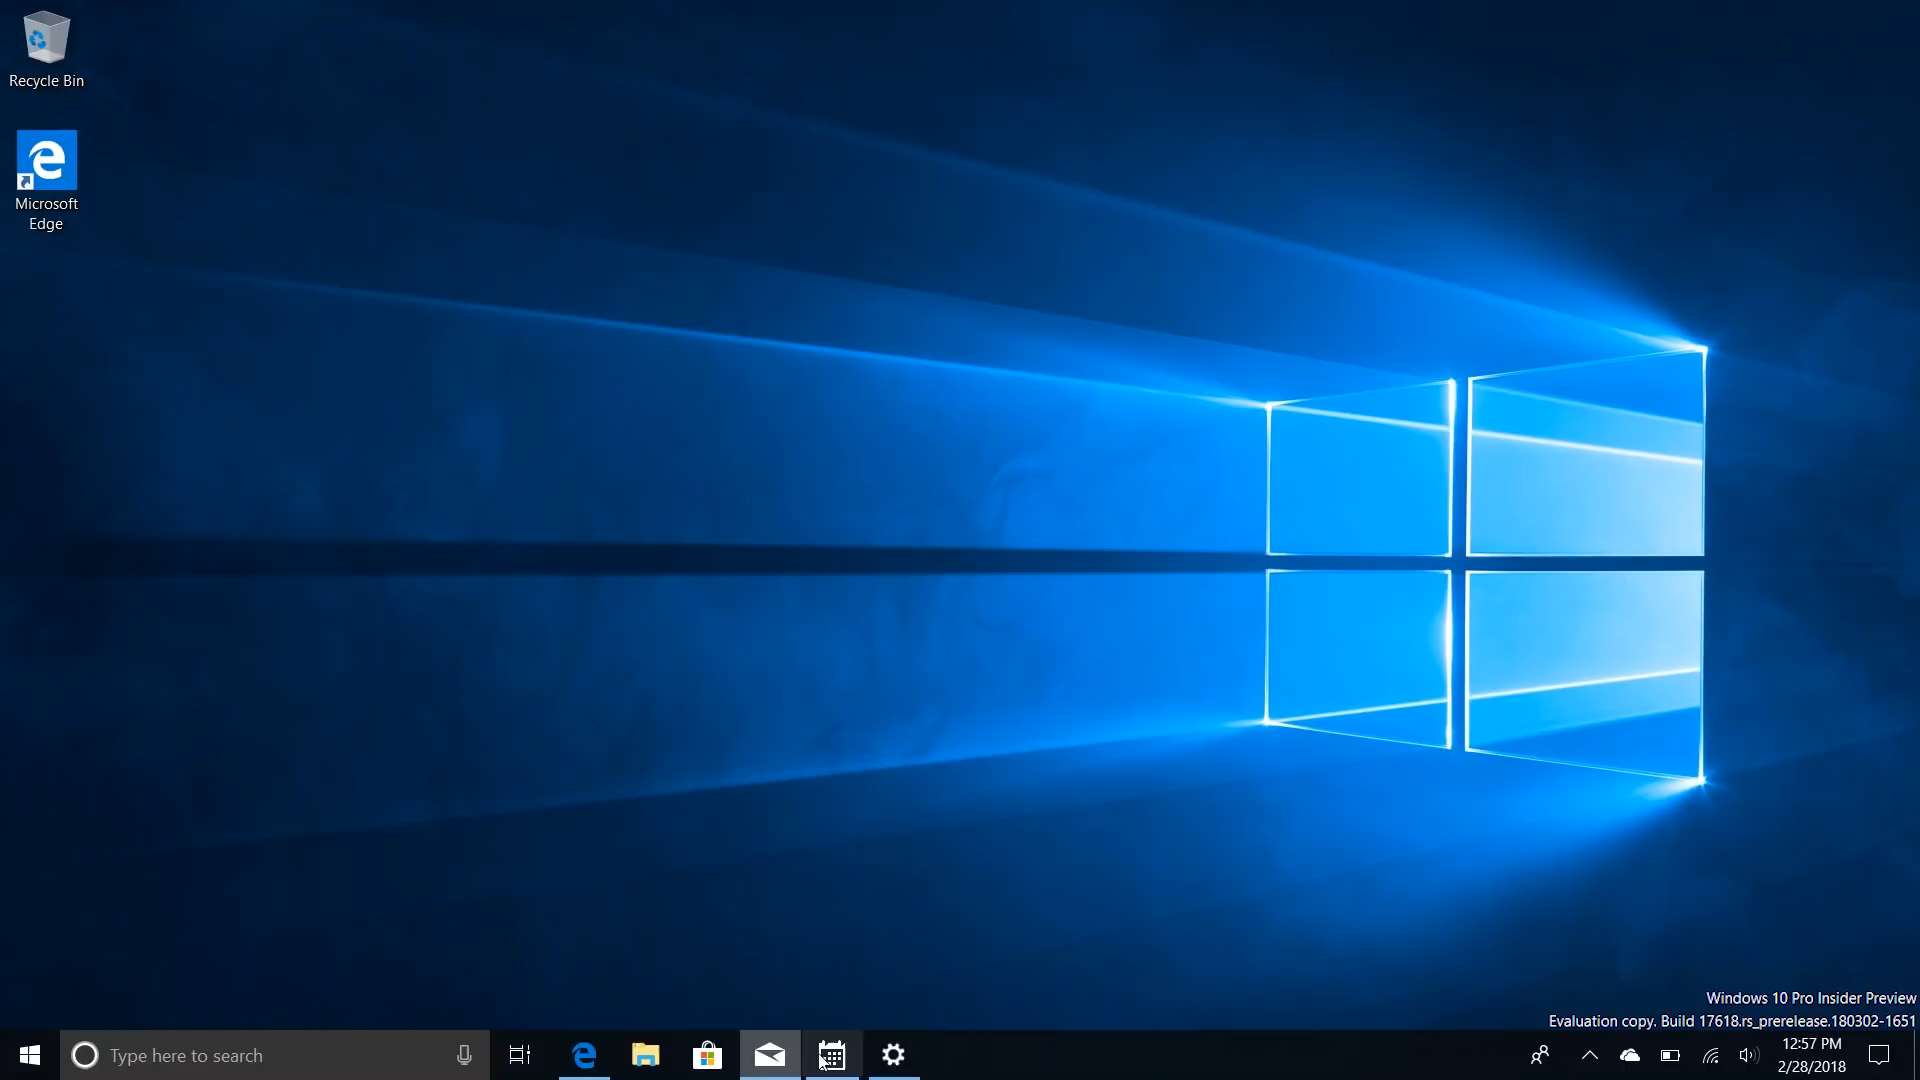 Recycle Bin
Microsoft
Edge
Windows 10 Pro Insider Preview
Evaluation copy. Build 17618.rs_prerelease.180302-1651
Type here to search
12:57 PM
2/28/2018